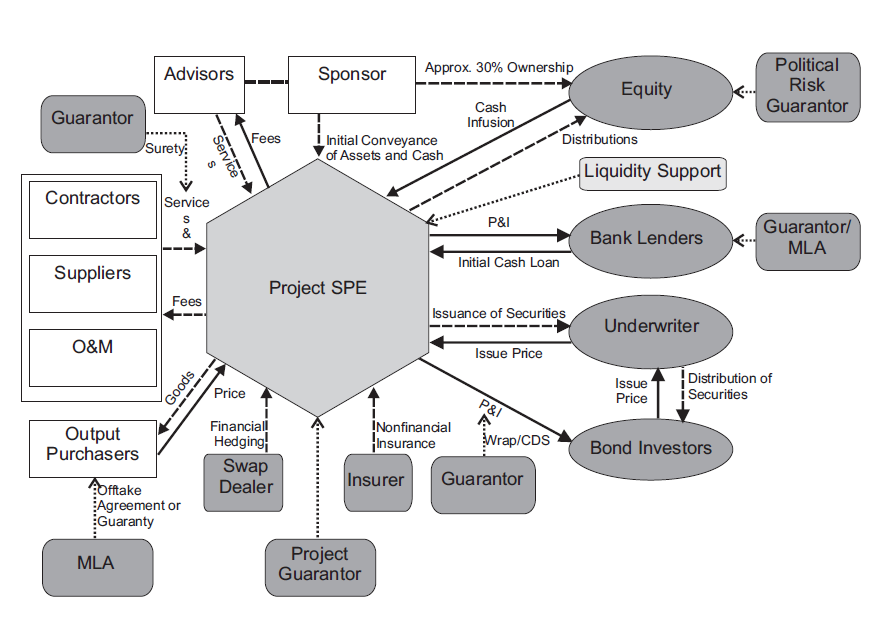 Advisors
Sponsor
Approx. 30% Ownership
Equity
Political
Risk
Guarantor
Guarantor
Surety
Service
s
Fees
Initial Conveyance
of Assets and Cash
Cash
Infusion
Distributions
Liquidity Support
Contractors
Suppliers
O&M
Service
s
&
Fees
Project SPE
P&I
Initial Cash Loan
Bank Lenders
Guarantor/
MLA
Issuance of Securities
Issue Price
Underwriter
Issue
Price
Distribution of
Securities
Bond Investors
P&I
Wrap/CDS
Guarantor
Goods
Price
Output
Purchasers
Offtake
Agreement or
Guaranty
MLA
Financial
Hedging
Swap
Dealer
Nonfinancial
Insurance
Insurer
Project
Guarantor